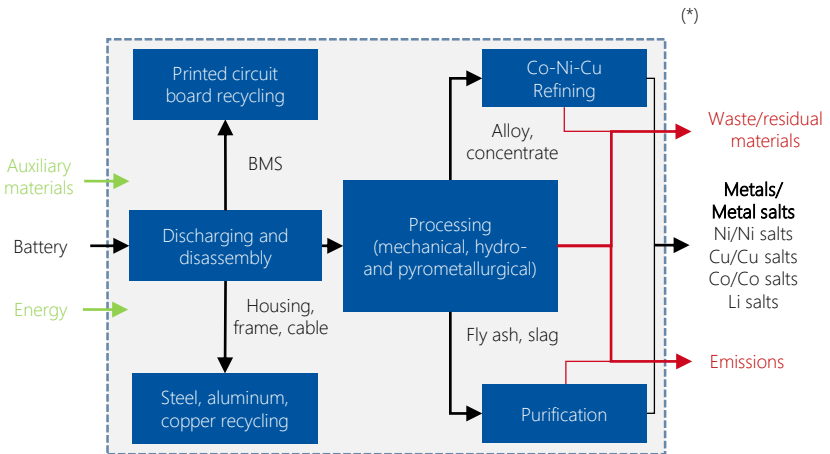 (*)
Printed circuit
board recycling
Co-Ni-Cu
Refining
Waste/residual
materials
Alloy,
concentrate
Auxiliary
materials
BMS
Metals/
Metal salts
Ni/Ni salts
Cu/Cu salts
Co/Co salts
Li salts
Battery
Discharging and
disassembly
Processing
(mechanical, hydro-
and pyrometallurgical)
Energy
Housing,
frame, cable
Fly ash, slag
Emissions
Steel, aluminum,
copper recycling
Purification